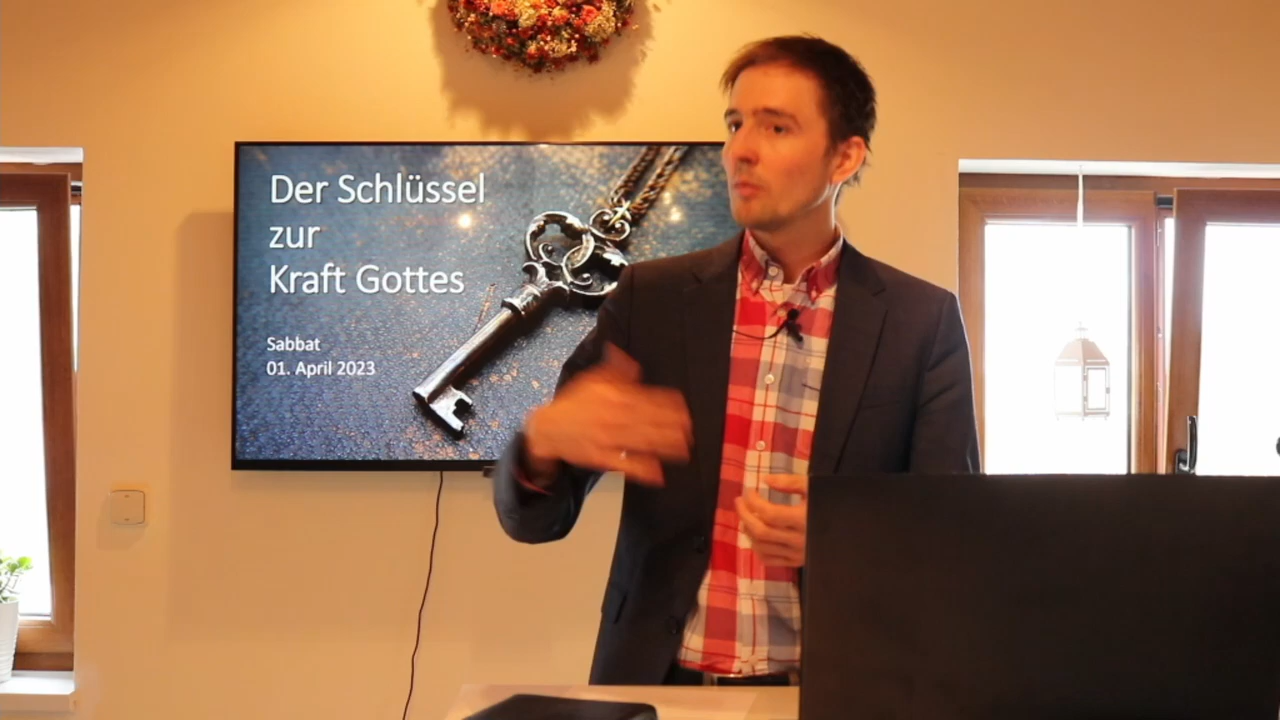 Der Schlüssel
zur
Kraft Gottes
Sabbat
01. April 2023